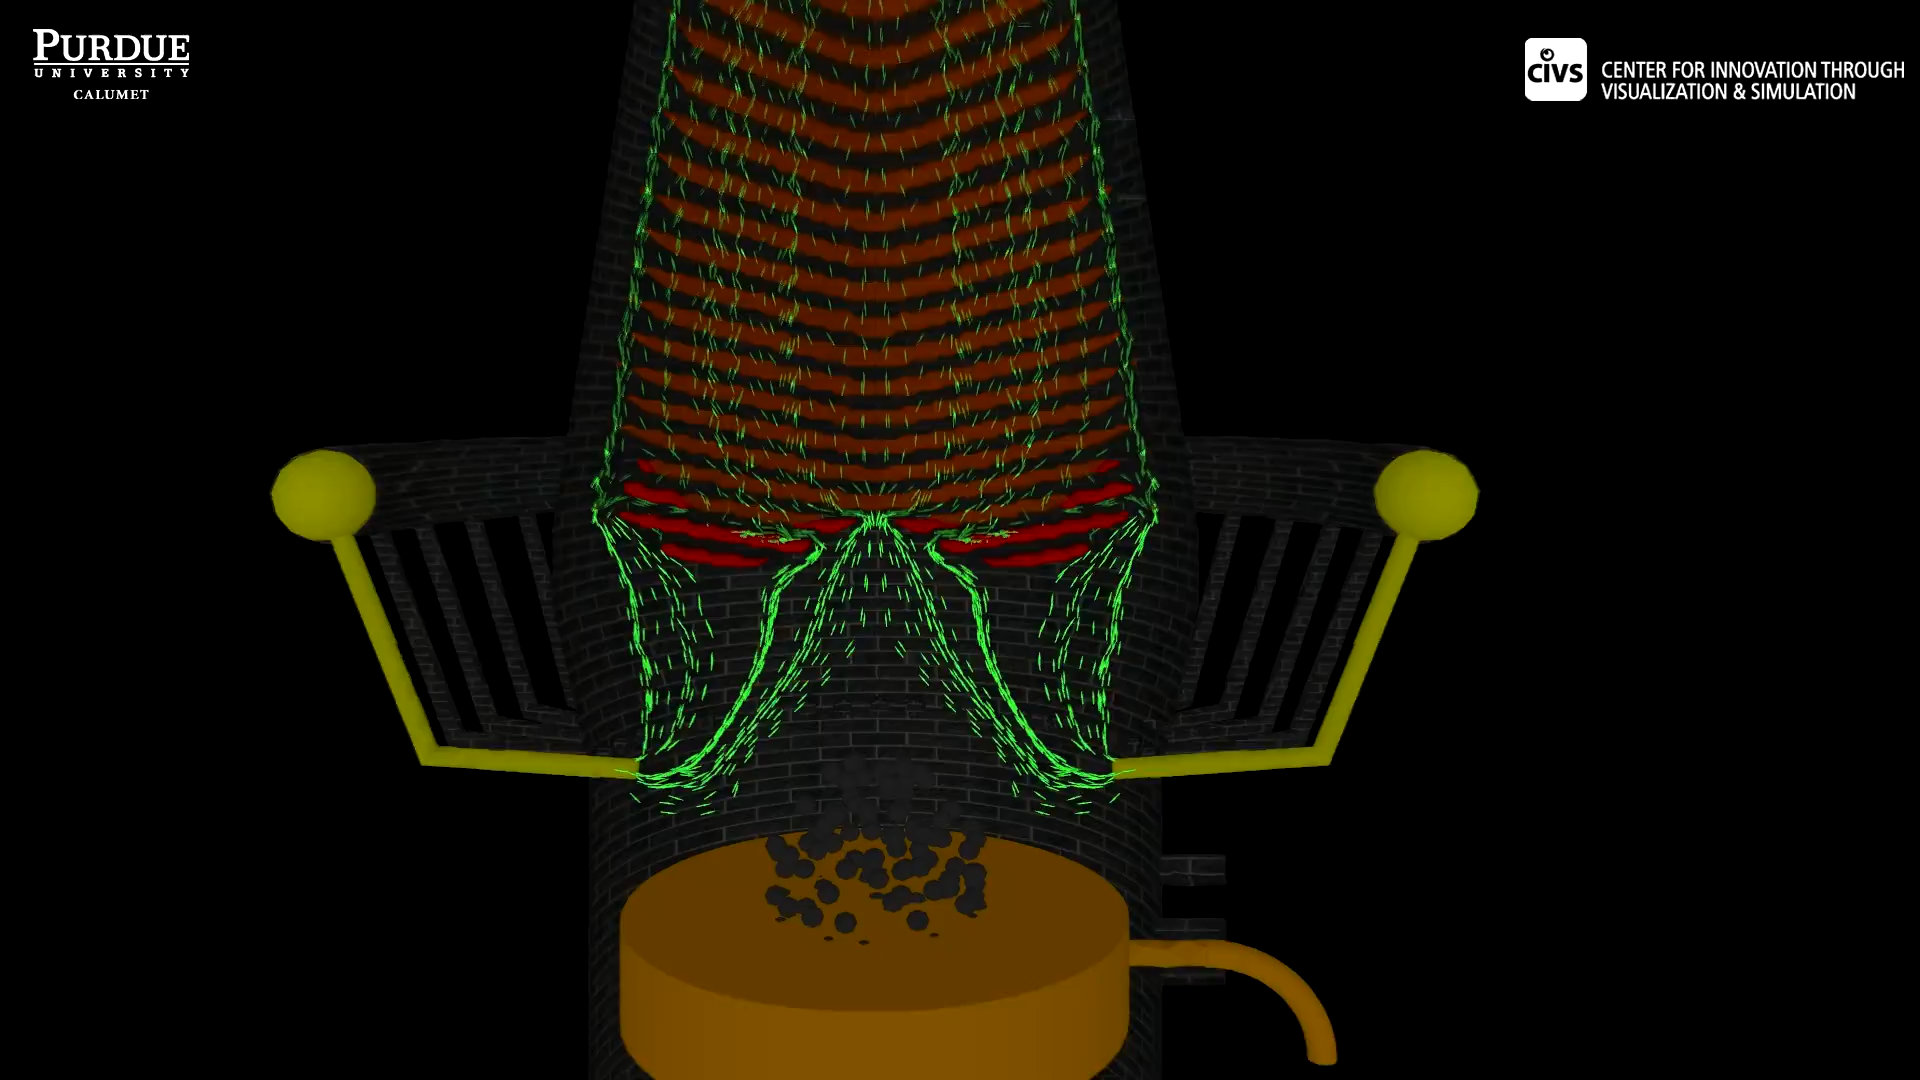 PURDUE
UNIVERSITY
CALUMET
civs
CENTER FOR INNOVATION THROUGH
VISUALIZATION & SIMULATION